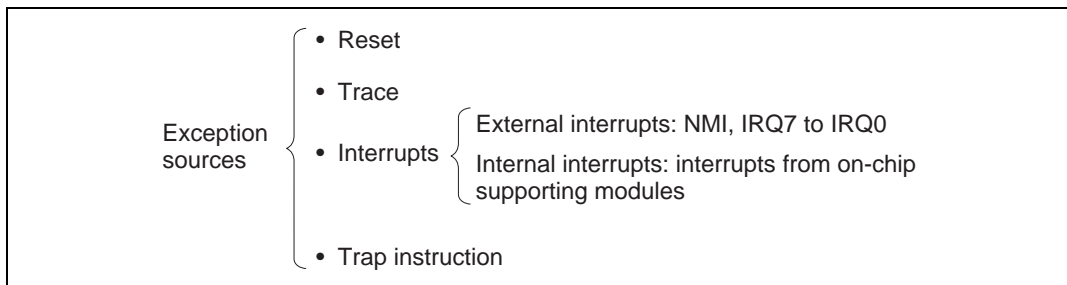 • Reset
• Trace
Exception
sources
• Interrupts
External interrupts: NMI, IRQ7 to IRQ0
Internal interrupts: interrupts from on-chip
supporting modules
• Trap instruction